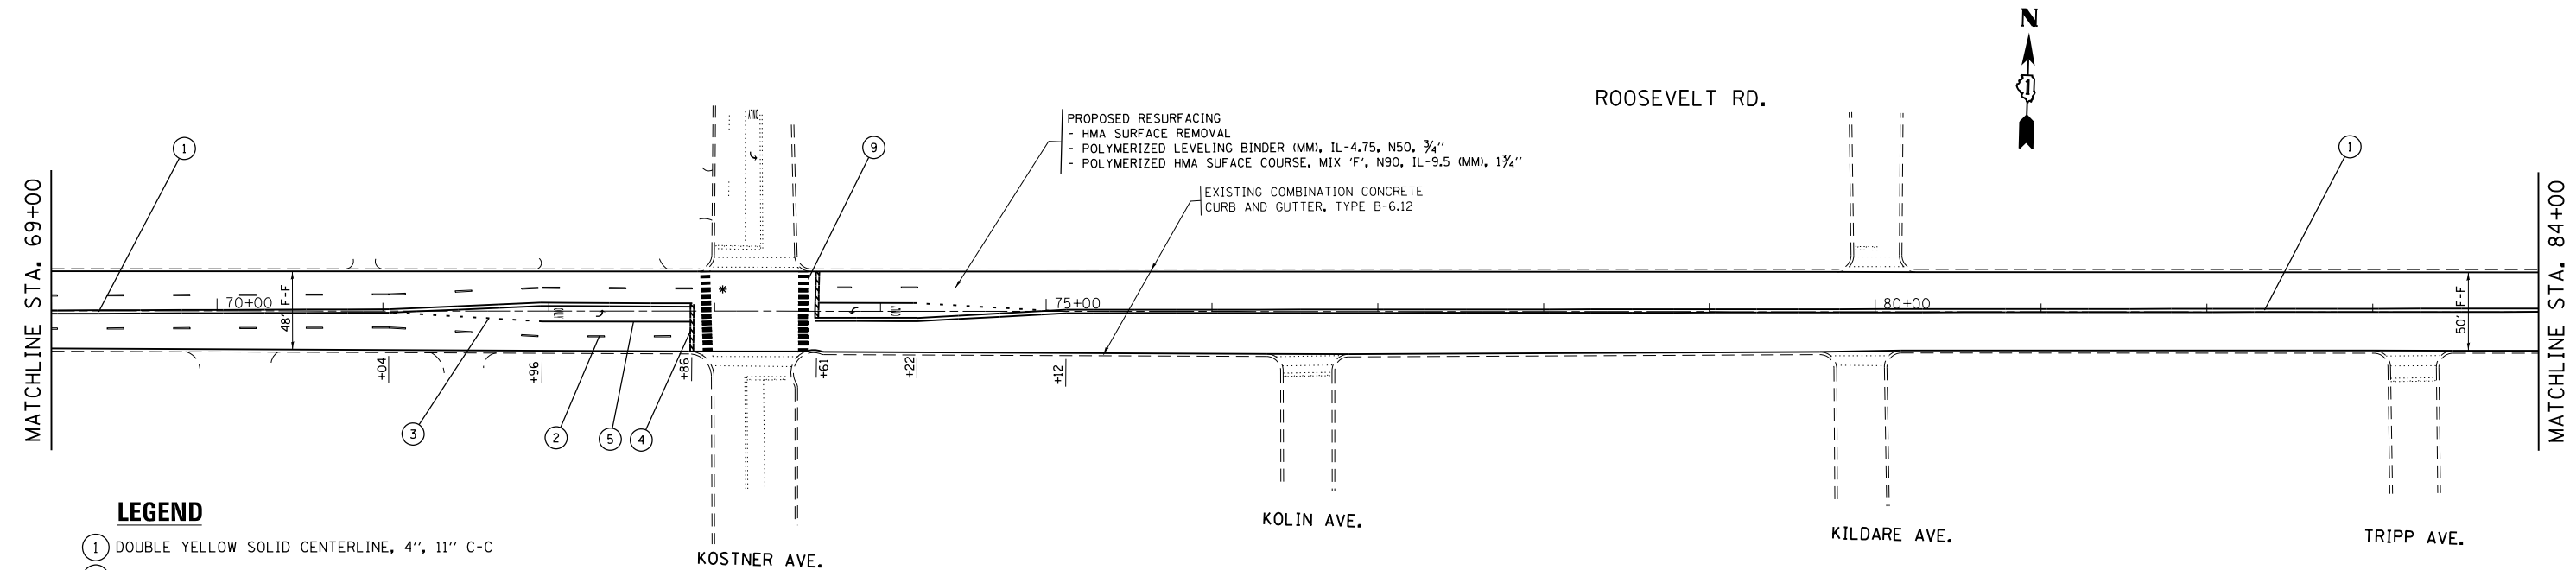 N
1
ROOSEVELT RD.
PROPOSED RESURFACING
- HMA SURFACE REMOVAL
- POLYMERIZED LEVELING BINDER (MM), IL-4.75, N50, ¾"
- POLYMERIZED HMA SUFACE COURSE, MIX 'F', N90, IL-9.5 (MM), 1¾"
EXISTING COMBINATION CONCRETE
CURB AND GUTTER, TYPE B-6.12
1
9
1
MATCHLINE STA. 69+00
MATCHLINE STA. 84+00
ONLY
70+00
75+00
80+00
48' F-F
50' F-F
*
ONLY
ONLY
+04
+96
+86
+61
+22
+12
3
2
5
4
KOSTNER AVE.
KOLIN AVE.
KILDARE AVE.
TRIPP AVE.
LEGEND
1 DOUBLE YELLOW SOLID CENTERLINE, 4", 11" C-C